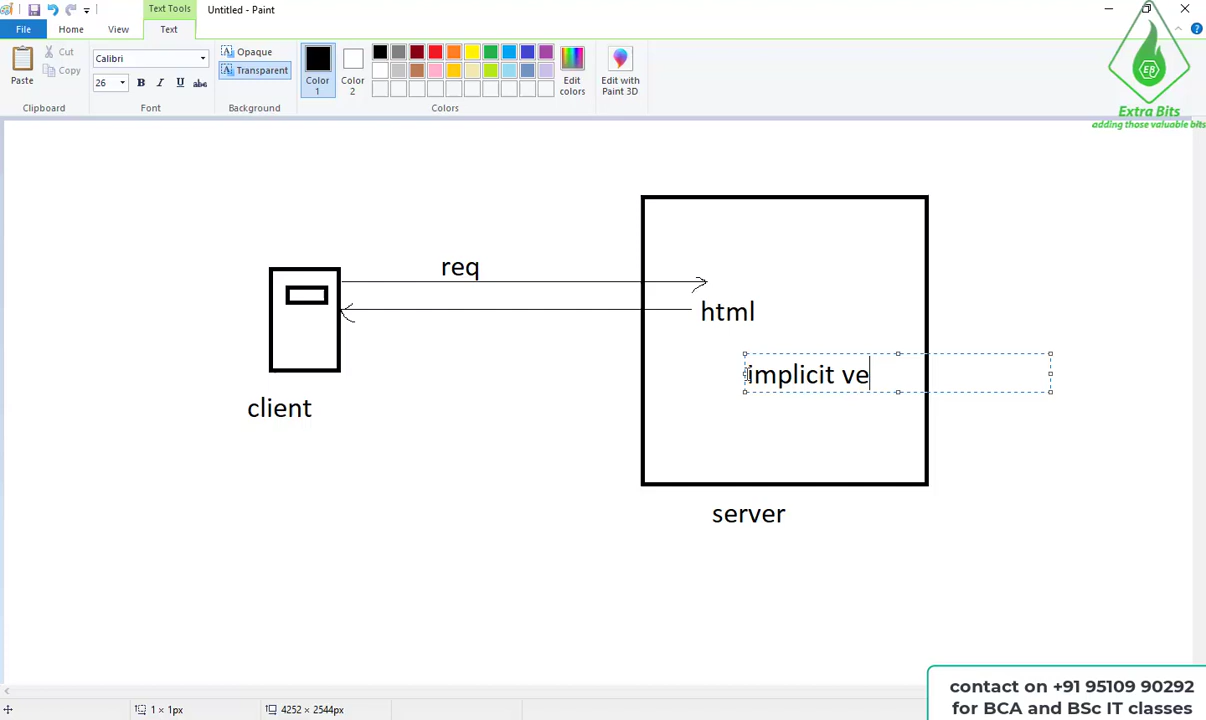 Text Tools
Untitled - Paint
File
Home
View
Text
Paste
Cut
Copy
Clipboard
Calibri
26
B I U abc
Font
Opaque
Transparent
Background
Color 1
Color 2
Edit colors
Colors
Edit with Paint 3D
EB
Extra Bits
adding those valuable bits
req
html
implicit ve
client
server
1 × 1px
4252 × 2544px
contact on +91 95109 90292
for BCA and BSc IT classes